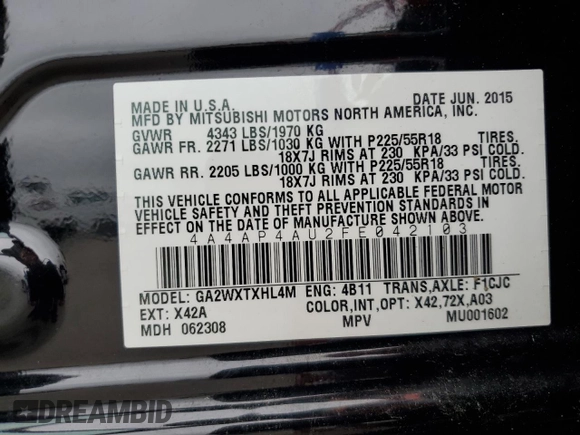 MADE IN U.S.A. DATE JUN. 2015
MFD BY MITSUBISHI MOTORS NORTH AMERICA, INC.
GVWR 4343 LBS/1970 KG
GAWR FR. 2271 LBS/1030 KG WITH P225/55R18 TIRES.
18X7J RIMS AT 230 KPA/33 PSI COLD
GAWR RR. 2205 LBS/1000 KG WITH P225/55R18 TIRES.
18X7J RIMS AT 230 KPA/33 PSI COLD
THIS VEHICLE CONFORMS TO ALL APPLICABLE FEDERAL MOTOR
VEHICLE SAFETY AND THEFT PREVENTION STANDARDS IN
EFFECT ON THE DATE OF MANUFACTURE SHOWN ABOVE.
4A4AP4AU2FE042103
MODEL: GA2WXTXHL4M ENG: 4B11 TRANS,AXLE: F1CJC
EXT: X42A COLOR,INT,OPT: X42,72X,A03
MDH 062308 MPV MU001602
DREAMBID